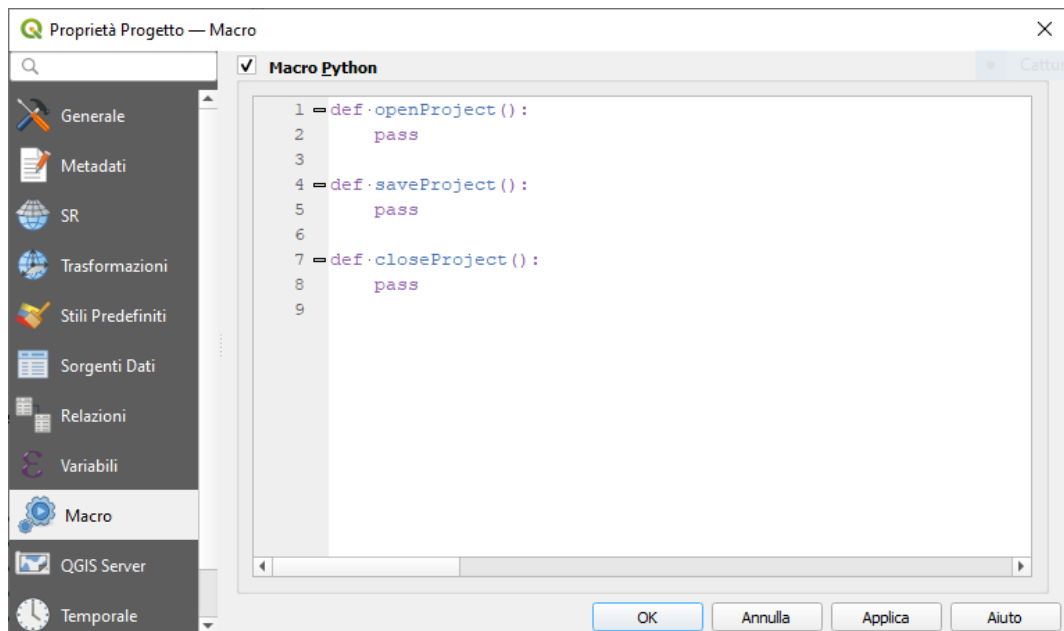 Proprietà Progetto — Macro
Macro Python
Generale
Metadati
SR
Trasformazioni
Stili Predefiniti
Sorgenti Dati
Relazioni
Variabili
Macro
QGIS Server
Temporale
1 def·openProject():
2 pass
3
4 def·saveProject():
5 pass
6
7 def·closeProject():
8 pass
9
OK
Annulla
Applica
Aiuto